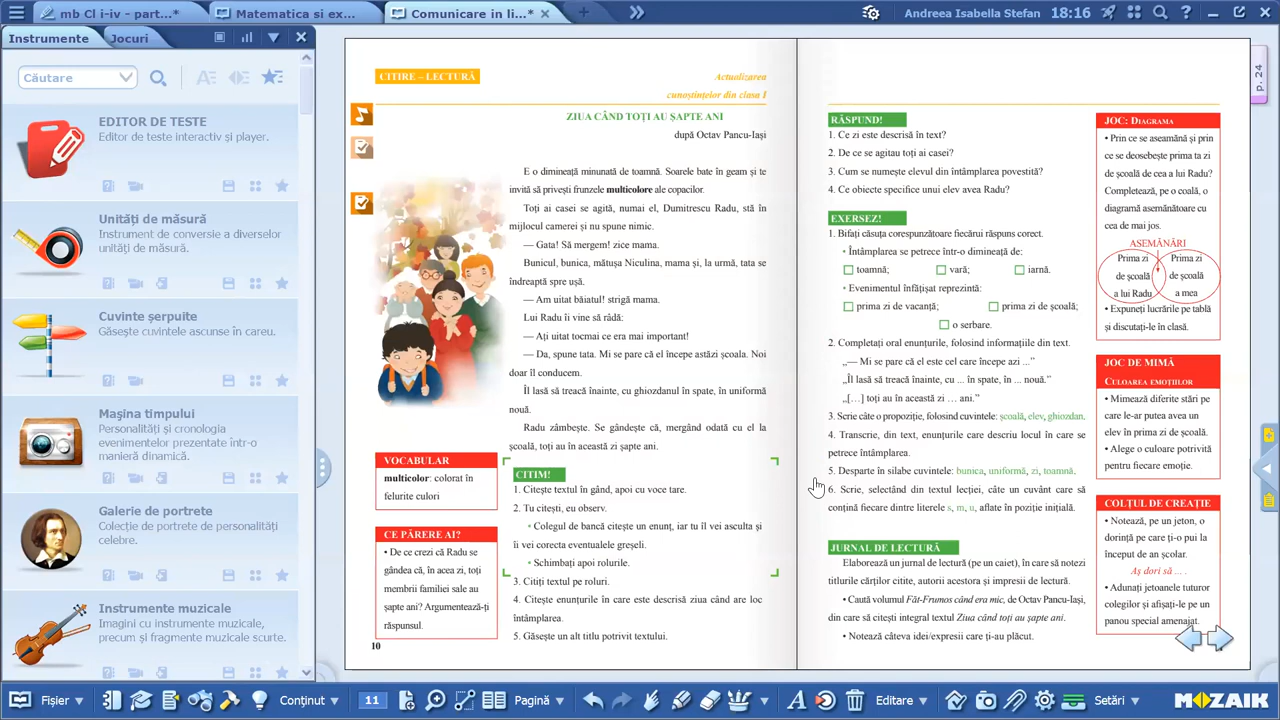 mb Cl i-iv - part...*
Matematica si ex...*
Comunicare in li...*
Andreea Isabella Stefan
18:16
Instrumente
Jocuri
Căutare
EDITOR DE TESTE
Editor de teste interactiv și player.
Unități de măsură
Instrument de conversie a diverselor
unități de măsură.
Cuvinte șerpuite
Găsește cuvintele ascunse în careu.
Mașina timpului
Personalități și cronologia
evenimentelor prezentate într-o
manieră dinamică.
Galerie de portrete
Colecție de portrete de personalități
celebre.
Instrumente muzicale
Imagini cu instrumente muzicale,
precum și fragmente muzicale scurte.
CITIRE – LECTURĂ
Actualizarea
cunoștințelor din clasa I
ZIUA CÂND TOȚI AU ȘAPTE ANI
după Octav Pancu-Iași
E o dimineață minunată de toamnă. Soarele bate în geam și te
invită să privești frunzele multicolore ale copacilor.
Toți ai casei se agită, numai el, Dumitrescu Radu, stă în
mijlocul camerei și nu spune nimic.
— Gata! Să mergem! zice mama.
Bunicul, bunica, mătușa Niculina, mama și, la urmă, tata se
îndreaptă spre ușă.
— Am uitat băiatul! strigă mama.
Lui Radu îi vine să râdă:
— Ați uitat tocmai ce era mai important!
— Da, spune tata. Mi se pare că el începe astăzi școala. Noi
doar îl conducem.
Îl lasă să treacă înainte, cu ghiozdanul în spate, în uniformă
nouă.
Radu zâmbește. Se gândește că, mergând odată cu el la
școală, toți au în această zi șapte ani.
VOCABULAR
multicolor: colorat în
felurite culori
CE PĂRERE AI?
• De ce crezi că Radu se
gândea că, în acea zi, toți
membrii familiei sale au
șapte ani? Argumentează-ți
răspunsul.
10
CITIM!
1. Citește textul în gând, apoi cu voce tare.
2. Tu citești, eu observ.
• Colegul de bancă citește un enunț, iar tu îl vei asculta și
îi vei corecta eventualele greșeli.
• Schimbați apoi rolurile.
3. Citiți textul pe roluri.
4. Citește enunțurile în care este descrisă ziua când are loc
întâmplarea.
5. Găsește un alt titlu potrivit textului.
RĂSPUND!
1. Ce zi este descrisă în text?
2. De ce se agitau toți ai casei?
3. Cum se numește elevul din întâmplarea povestită?
4. Ce obiecte specifice unui elev avea Radu?
EXERSEZ!
1. Bifați căsuța corespunzătoare fiecărui răspuns corect.
• Întâmplarea se petrece într-o dimineață de:
toamnă; vară; iarnă.
• Evenimentul înfățișat reprezintă:
prima zi de vacanță; prima zi de școală;
o serbare.
2. Completați oral enunțurile, folosind informațiile din text.
„— Mi se pare că el este cel care începe azi ...”
„Îl lasă să treacă înainte, cu ... în spate, în ... nouă.”
„[…] toți au în această zi … ani.”
3. Scrie câte o propoziție, folosind cuvintele: școală, elev, ghiozdan.
4. Transcrie, din text, enunțurile care descriu locul în care se
petrece întâmplarea.
5. Desparte în silabe cuvintele: bunica, uniformă, zi, toamnă.
6. Scrie, selectând din textul lecției, câte un cuvânt care să
conțină fiecare dintre literele s, m, u, aflate în poziție inițială.
JURNAL DE LECTURĂ
Elaborează un jurnal de lectură (pe un caiet), în care să notezi
titlurile cărților citite, autorii acestora și impresii de lectură.
• Caută volumul Făt-Frumos când era mic, de Octav Pancu-Iași,
din care să citești integral textul Ziua când toți au șapte ani.
• Notează câteva idei/expresii care ți-au plăcut.
JOC: DIAGRAMA
• Prin ce se aseamănă și prin
ce se deosebește prima ta zi
de școală de cea a lui Radu?
Completează, pe o coală, o
diagramă asemănătoare cu
cea de mai jos.
ASEMĂNĂRI
Prima zi Prima zi
de școală de școală
a lui Radu a mea
• Expuneți lucrările pe tablă
și discutați-le în clasă.
JOC DE MIMĂ
CULOAREA EMOȚIILOR
• Mimează diferite stări pe
care le-ar putea avea un
elev în prima zi de școală.
• Alege o culoare potrivită
pentru fiecare emoție.
COLȚUL DE CREAȚIE
• Notează, pe un jeton, o
dorință pe care ți-o pui la
început de an școlar.
Aș dori să ... .
• Adunați jetoanele tuturor
colegilor și afișați-le pe un
panou special amenajat.
p. 24
Fișier
Conținut
11
Pagină
Editare
Setări
MOZAIK